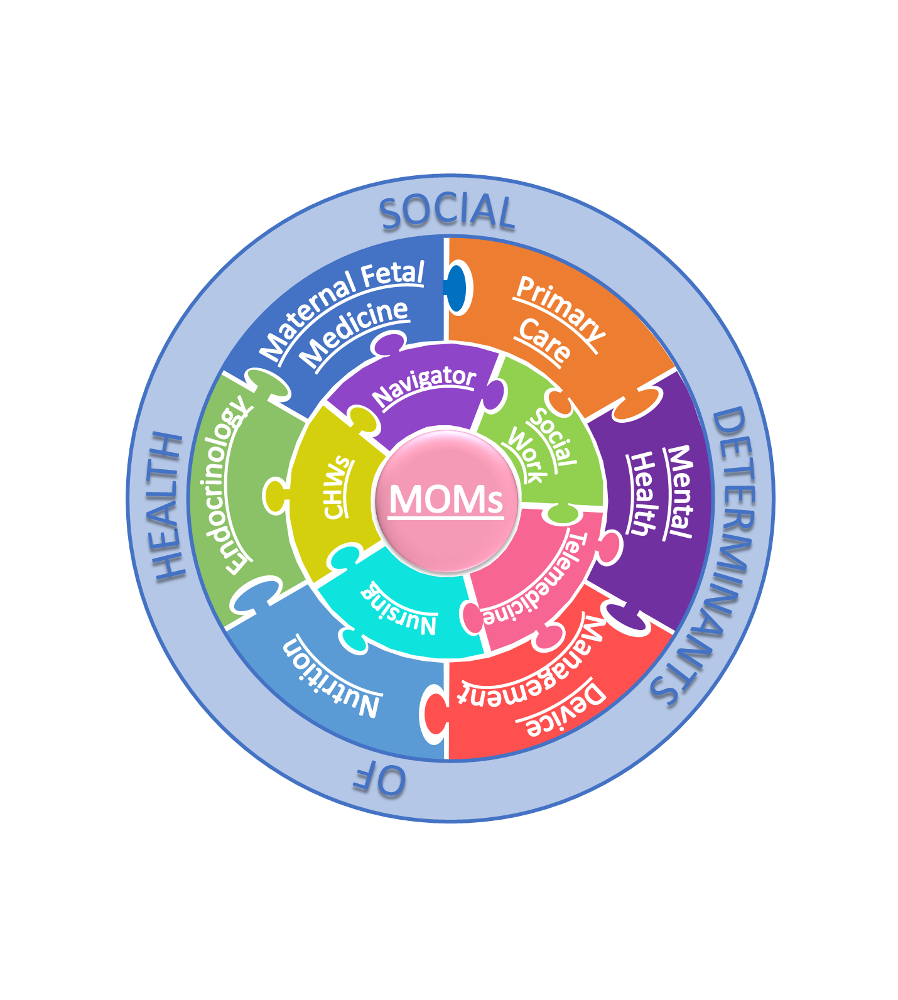 SOCIAL
DETERMINANTS
OF
HEALTH
Maternal Fetal
Medicine
Primary
Care
Mental
Health
Device
Management
Nutrition
Endocrinology
Navigator
Social
Work
Telemedicine
Nursing
CHWs
MOMs